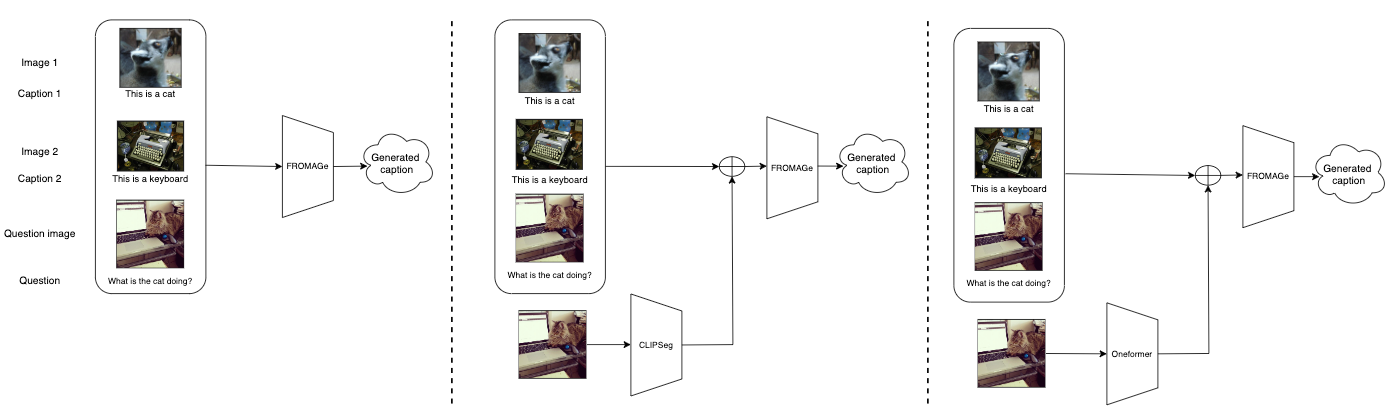 Image 1
Caption 1
Image 2
Caption 2
Question image
Question
This is a cat
This is a keyboard
What is the cat doing?
FROMAGe
Generated
caption
This is a cat
This is a keyboard
What is the cat doing?
CLIPSeg
FROMAGe
Generated
caption
This is a cat
This is a keyboard
What is the cat doing?
Oneformer
FROMAGe
Generated
caption